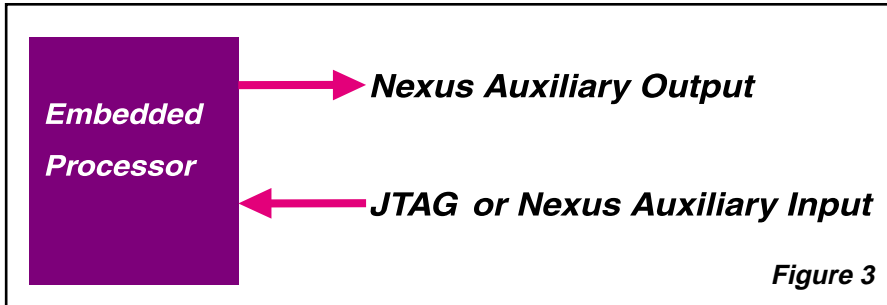 Embedded
Processor
Nexus Auxiliary Output
JTAG or Nexus Auxiliary Input
Figure 3